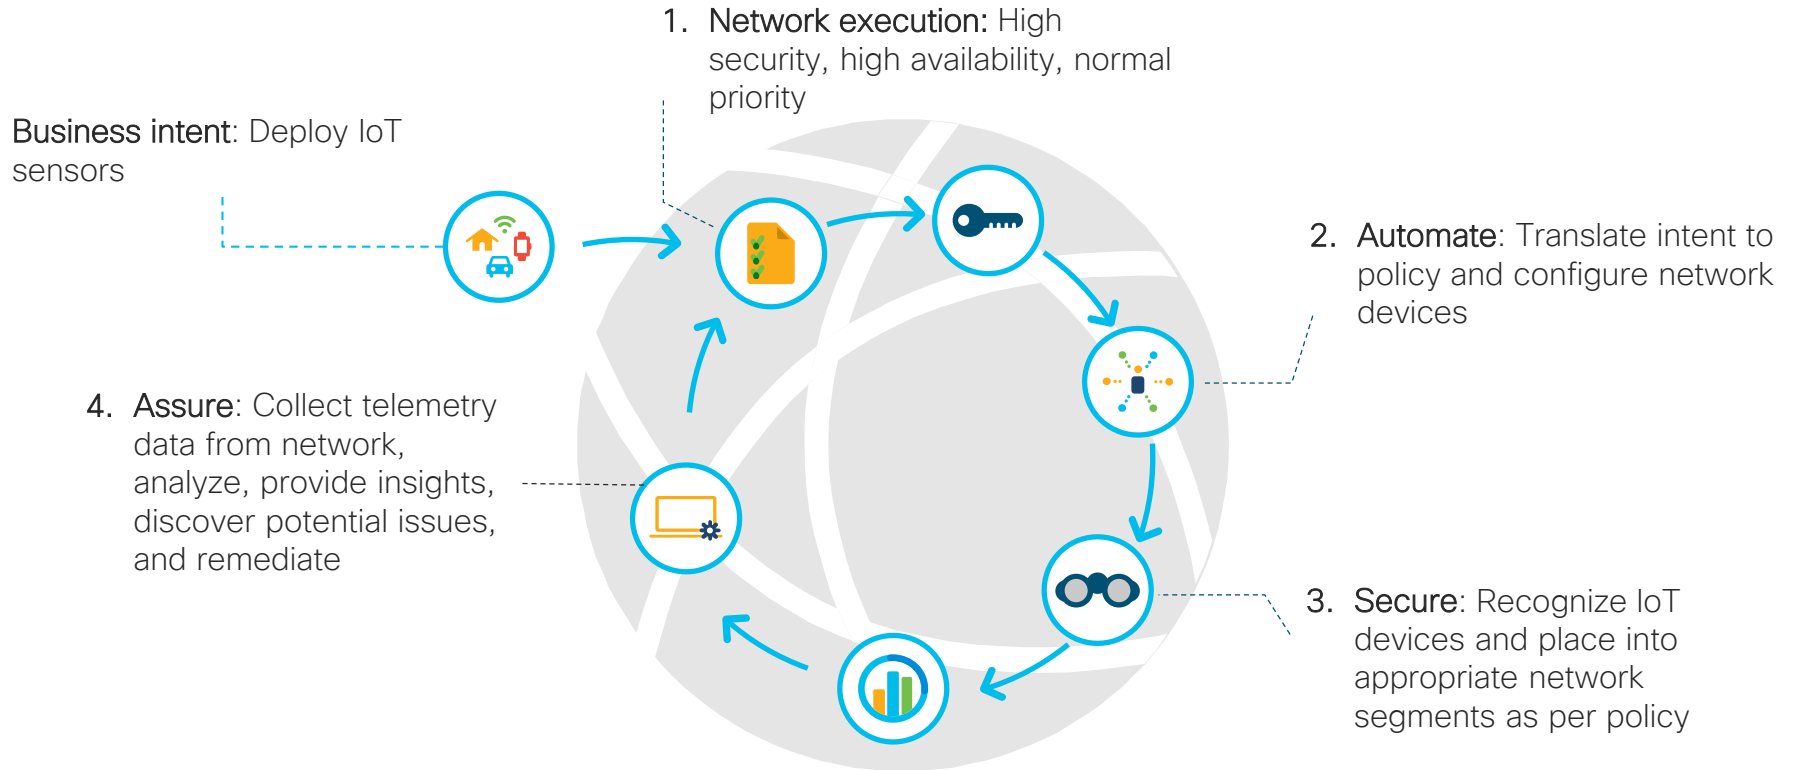 1. Network execution: High
security, high availability, normal
priority
Business intent: Deploy IoT
sensors
2. Automate: Translate intent to
policy and configure network
devices
4. Assure: Collect telemetry
data from network,
analyze, provide insights,
discover potential issues,
and remediate
3. Secure: Recognize IoT
devices and place into
appropriate network
segments as per policy